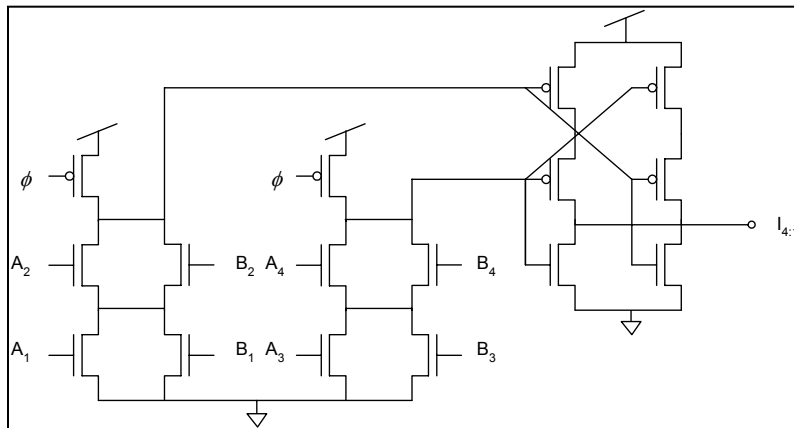 ϕ
ϕ
I₄:
A₂
B₂
A₄
B₄
A₁
B₁
A₃
B₃